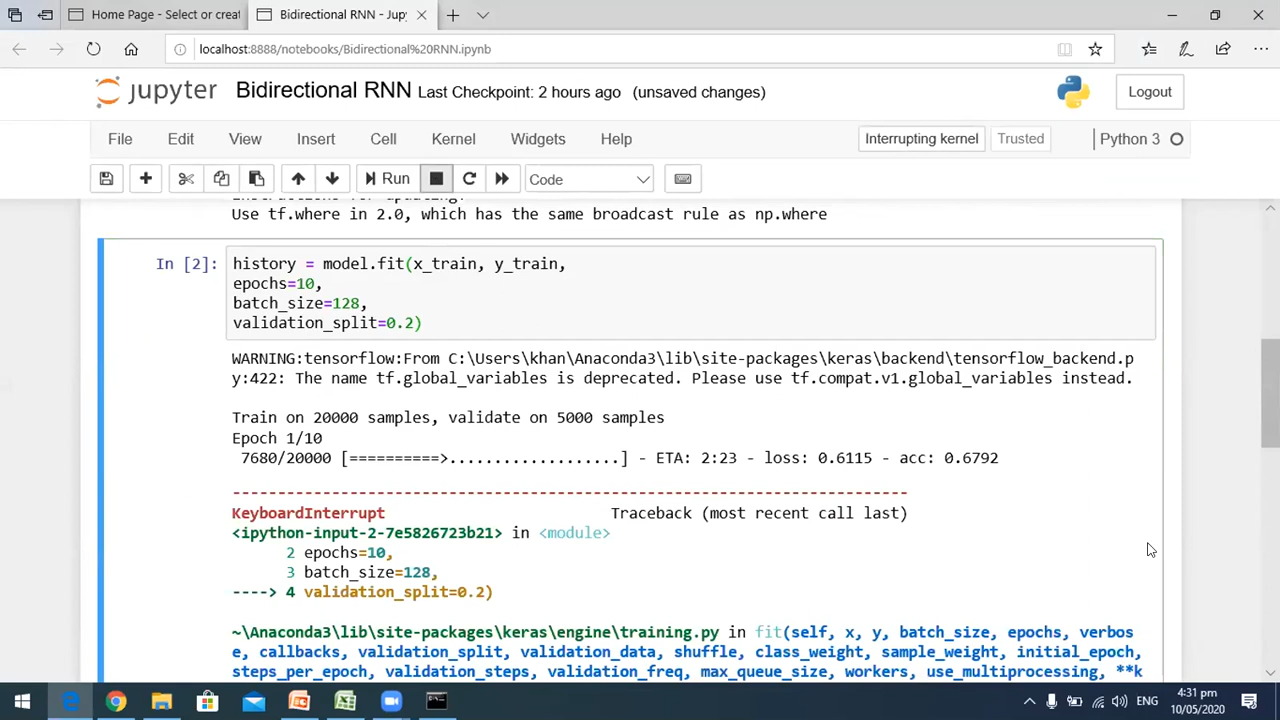 Home Page - Select or creat
Bidirectional RNN - Jupy
localhost:8888/notebooks/Bidirectional%20RNN.ipynb
jupyter Bidirectional RNN Last Checkpoint: 2 hours ago (unsaved changes)
Logout
File Edit View Insert Cell Kernel Widgets Help
Interrupting kernel
Trusted
Python 3
Run
Code
Instructions for updating:
Use tf.where in 2.0, which has the same broadcast rule as np.where
In [2]: history = model.fit(x_train, y_train,
epochs=10,
batch_size=128,
validation_split=0.2)
WARNING:tensorflow:From C:\Users\khan\Anaconda3\lib\site-packages\keras\backend\tensorflow_backend.p
y:422: The name tf.global_variables is deprecated. Please use tf.compat.v1.global_variables instead.
Train on 20000 samples, validate on 5000 samples
Epoch 1/10
7680/20000 [==========>...................] - ETA: 2:23 - loss: 0.6115 - acc: 0.6792
---------------------------------------------------------------------------
KeyboardInterrupt Traceback (most recent call last)
<ipython-input-2-7e5826723b21> in <module>
2 epochs=10,
3 batch_size=128,
----> 4 validation_split=0.2)
~\Anaconda3\lib\site-packages\keras\engine\training.py in fit(self, x, y, batch_size, epochs, verbos
e, callbacks, validation_split, validation_data, shuffle, class_weight, sample_weight, initial_epoch,
steps_per_epoch, validation_steps, validation_freq, max_queue_size, workers, use_multiprocessing, **k
ENG
4:31 pm
10/05/2020